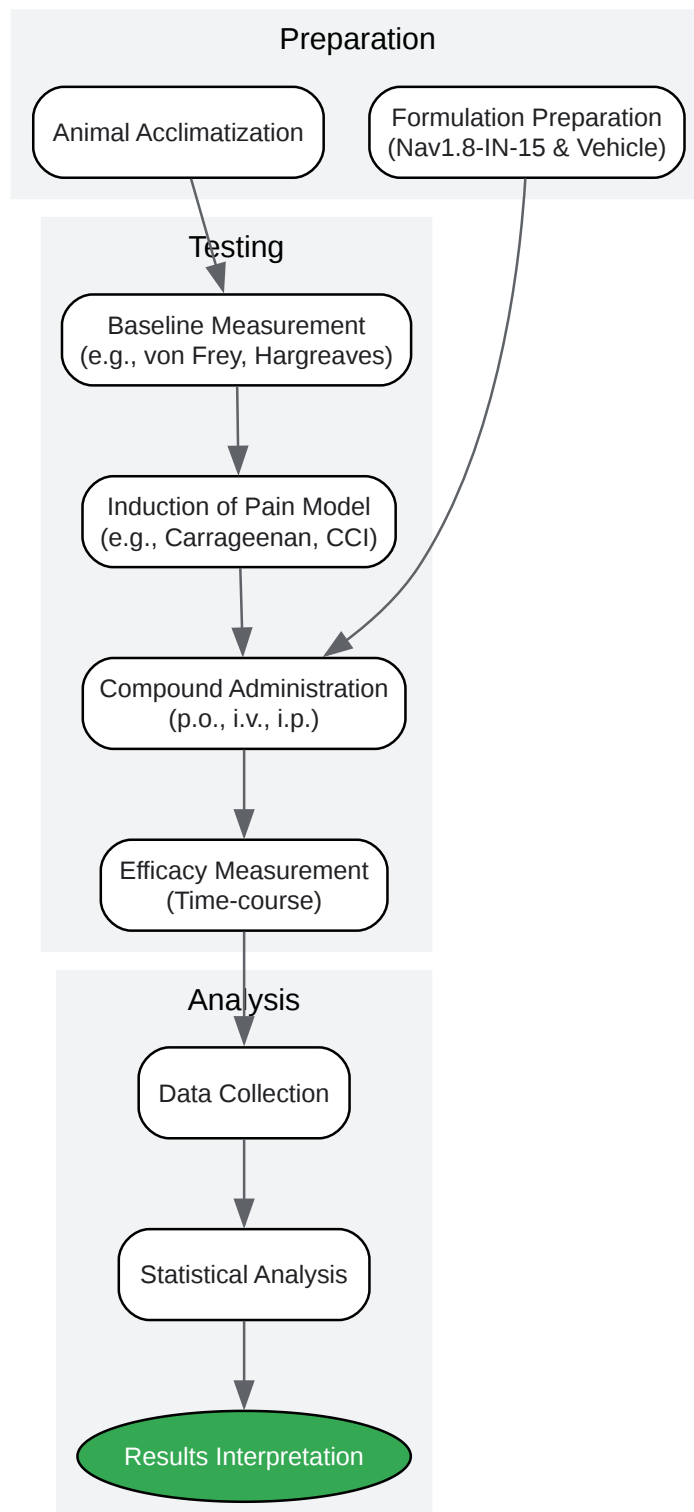 Preparation
Animal Acclimatization
Formulation Preparation
(Nav1.8-IN-15 & Vehicle)
Testing
Baseline Measurement
(e.g., von Frey, Hargreaves)
Induction of Pain Model
(e.g., Carrageenan, CCI)
Compound Administration
(p.o., i.v., i.p.)
Efficacy Measurement
(Time-course)
Analysis
Data Collection
Statistical Analysis
Results Interpretation